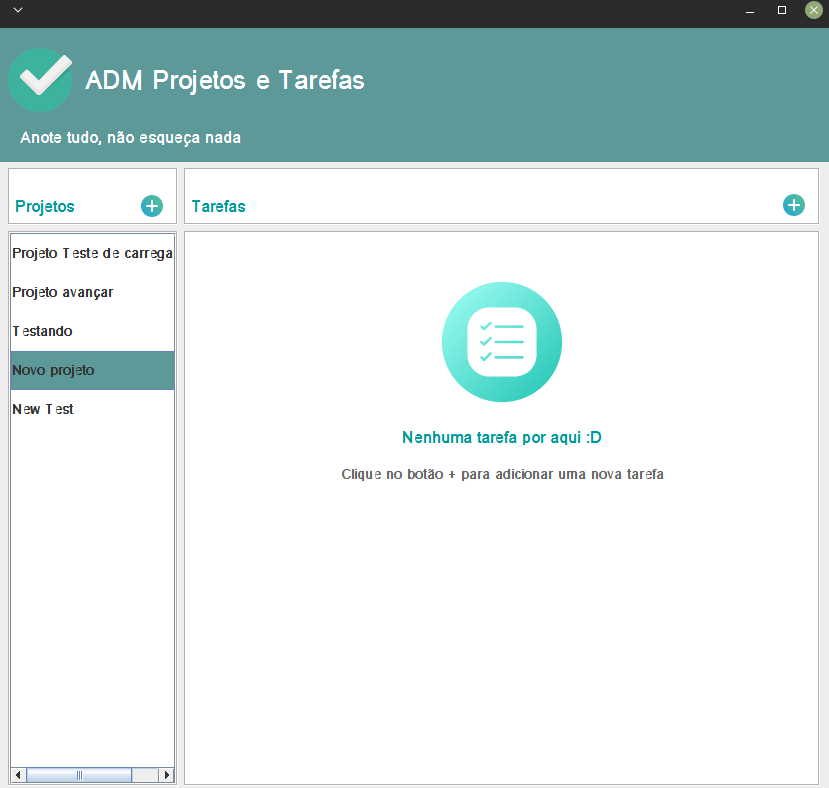 ADM Projetos e Tarefas
Anote tudo, não esqueça nada
Projetos
Tarefas
Projeto Teste de carrega
Projeto avançar
Testando
Novo projeto
New Test
Nenhuma tarefa por aqui :D
Clique no botão + para adicionar uma nova tarefa